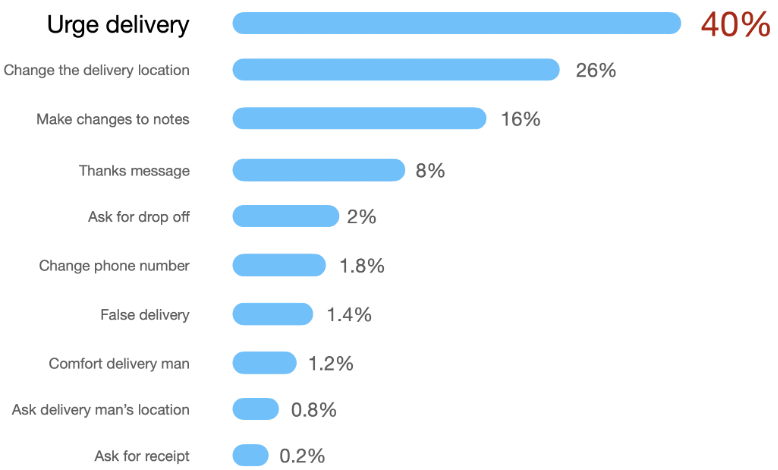 Urge delivery 40%
Change the delivery location 26%
Make changes to notes 16%
Thanks message 8%
Ask for drop off 2%
Change phone number 1.8%
False delivery 1.4%
Comfort delivery man 1.2%
Ask delivery man's location 0.8%
Ask for receipt 0.2%